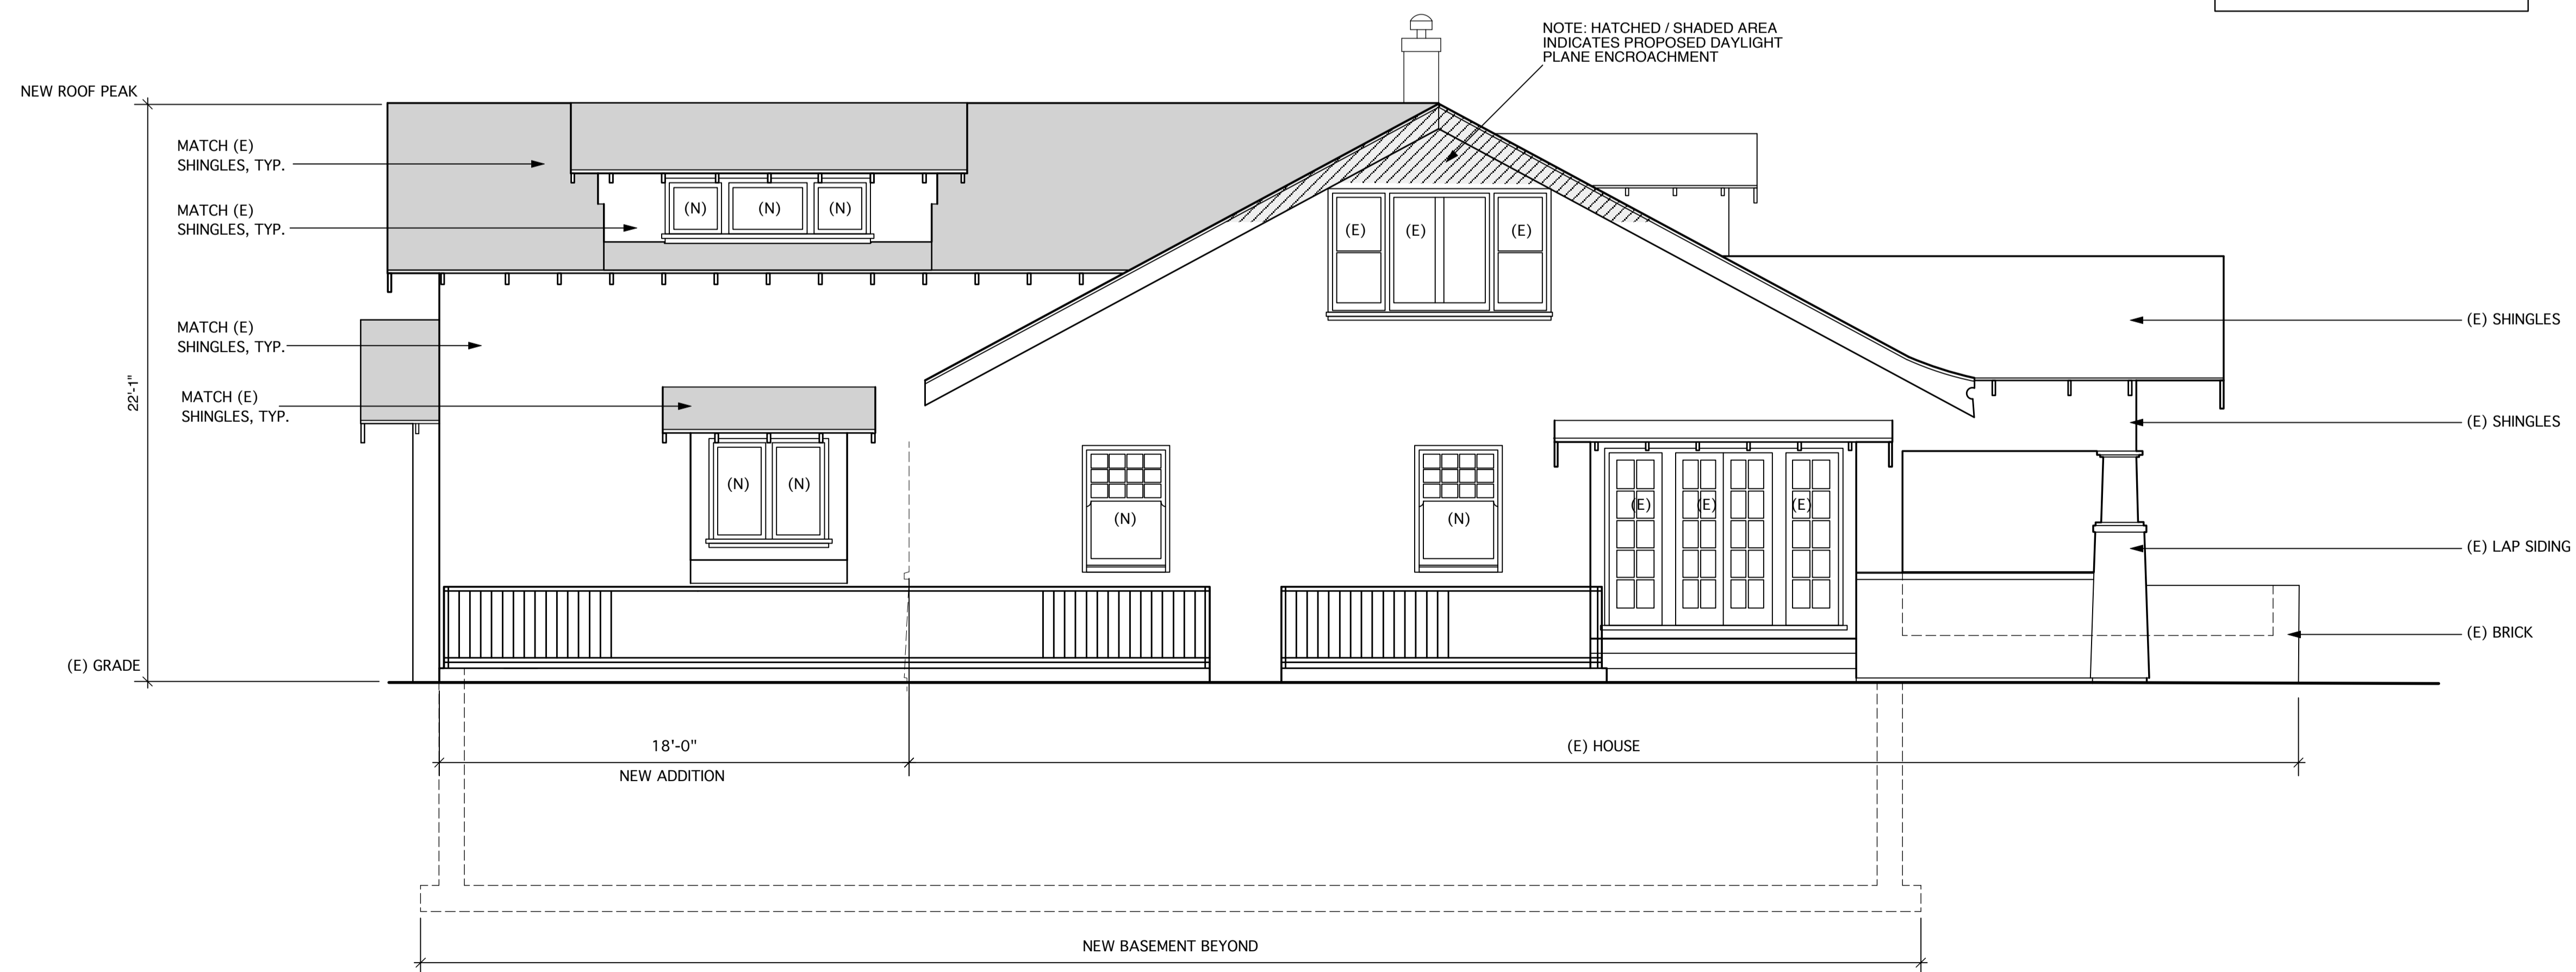 NOTE: HATCHED / SHADED AREA
INDICATES PROPOSED DAYLIGHT
PLANE ENCROACHMENT
NEW ROOF PEAK
MATCH (E)
SHINGLES, TYP.
MATCH (E)
SHINGLES, TYP.
(N)
(N)
(N)
(E)
(E)
(E)
MATCH (E)
SHINGLES, TYP.
(E) SHINGLES
22'-1"
MATCH (E)
SHINGLES, TYP.
(E) SHINGLES
(N)
(N)
(N)
(N)
(E)
(E)
(E)
(E) LAP SIDING
(E) BRICK
(E) GRADE
18'-0"
NEW ADDITION
(E) HOUSE
NEW BASEMENT BEYOND